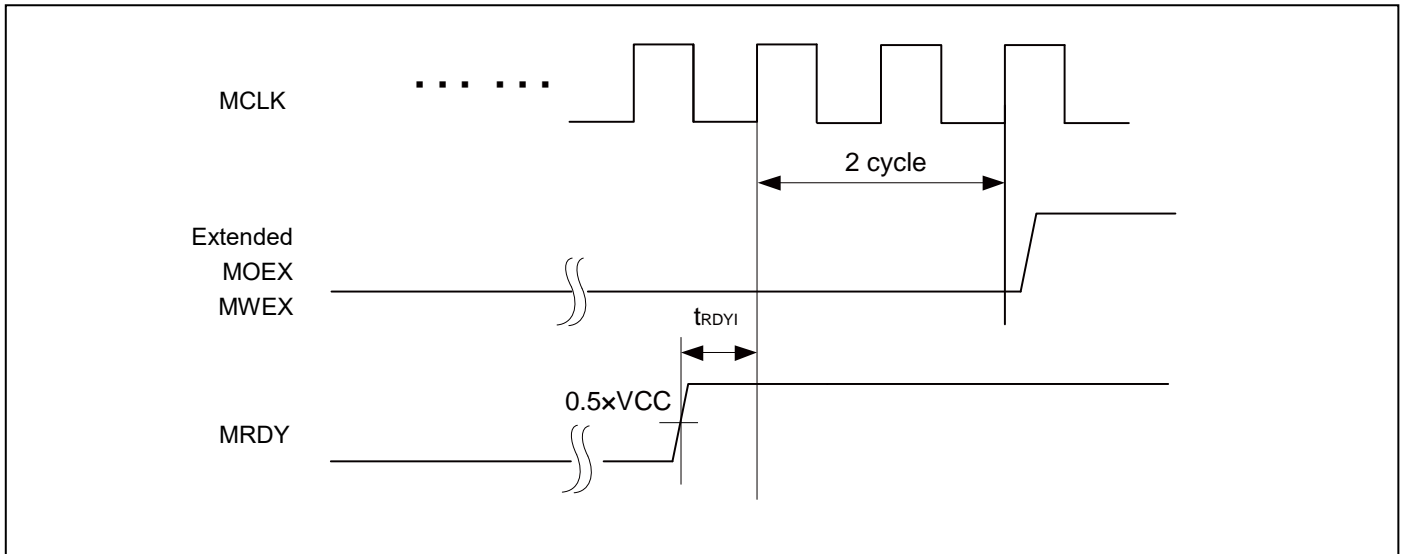 MCLK
2 cycle
Extended
MOEX
MWEX
tRDYI
0.5×VCC
MRDY